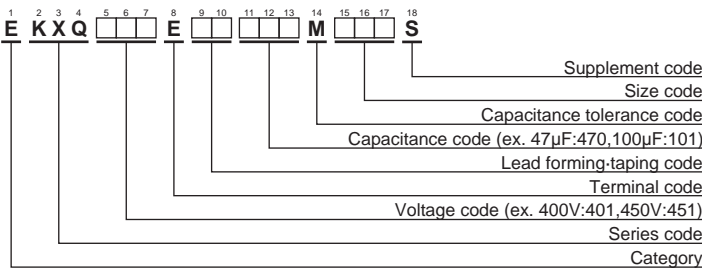 1 2 3 4 5 6 7 8 9 10 11 12 13 14 15 16 17 18
E KXQ E M S
Supplement code
Size code
Capacitance tolerance code
Capacitance code (ex. 47μF:470,100μF:101)
Lead forming·taping code
Terminal code
Voltage code (ex. 400V:401,450V:451)
Series code
Category